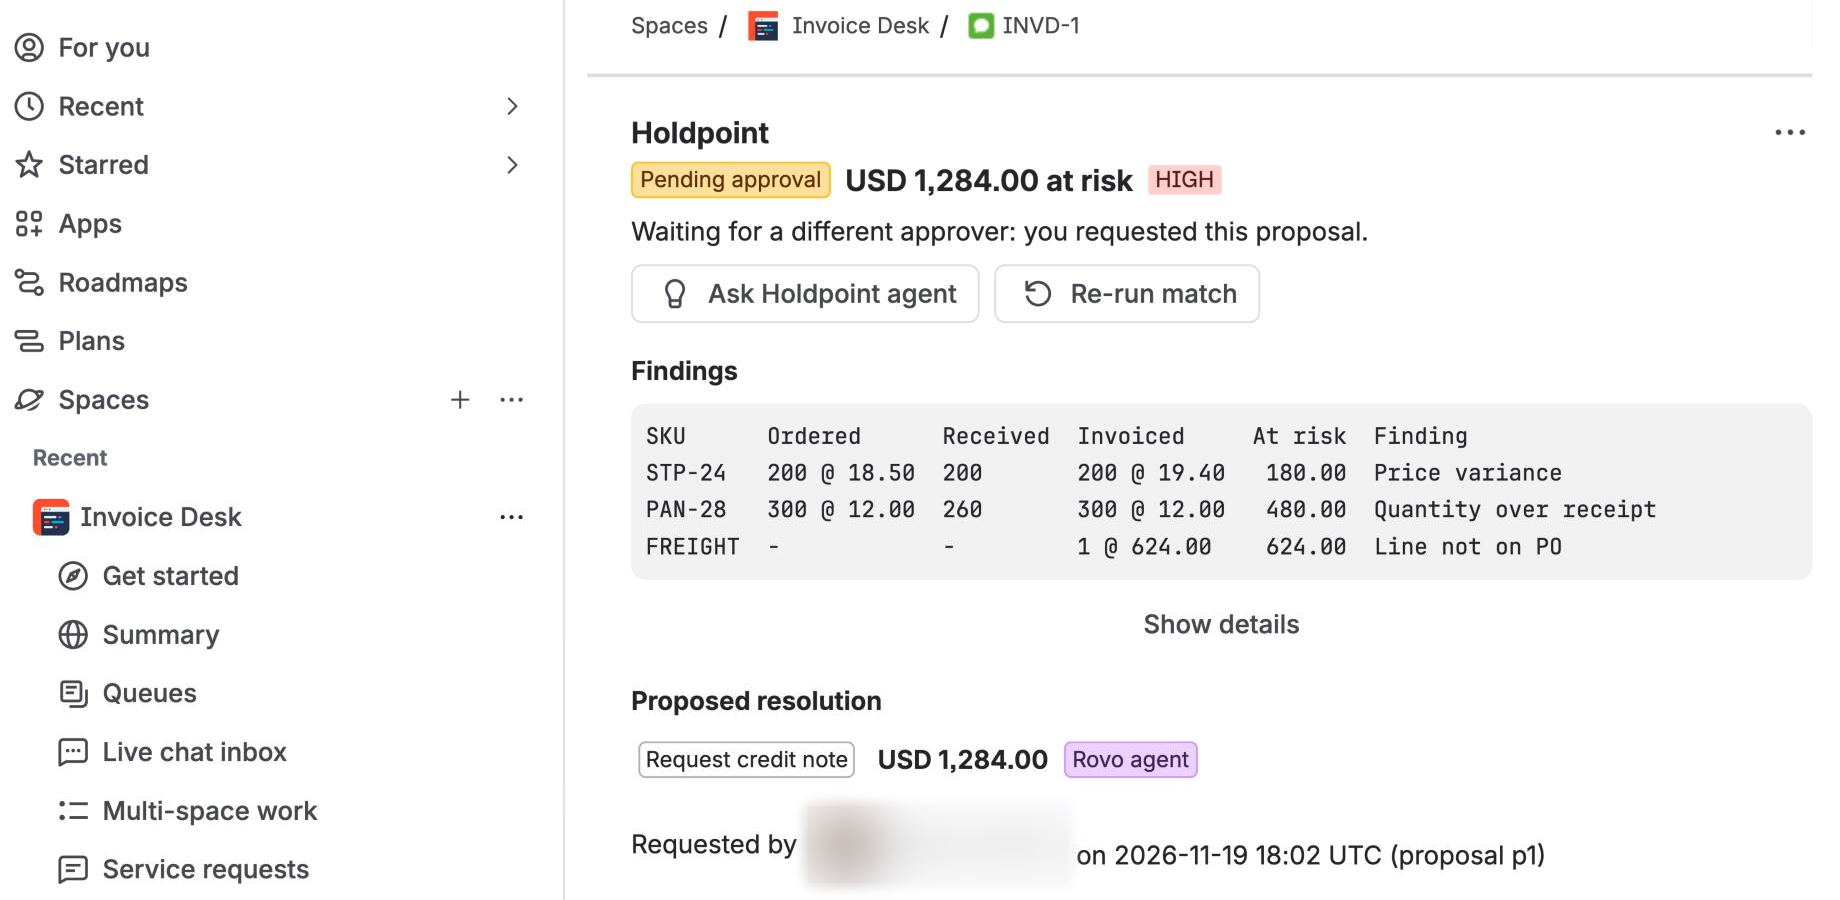 For you
Recent
Starred
Apps
Roadmaps
Plans
Spaces
Recent
Invoice Desk
Get started
Summary
Queues
Live chat inbox
Multi-space work
Service requests
Spaces / Invoice Desk / INVD-1
Holdpoint
Pending approval USD 1,284.00 at risk HIGH
Waiting for a different approver: you requested this proposal.
Ask Holdpoint agent Re-run match
Findings
SKU Ordered Received Invoiced At risk Finding
STP-24 200 @ 18.50 200 200 @ 19.40 180.00 Price variance
PAN-28 300 @ 12.00 260 300 @ 12.00 480.00 Quantity over receipt
FREIGHT - - 1 @ 624.00 624.00 Line not on PO
Show details
Proposed resolution
Request credit note USD 1,284.00 Rovo agent
Requested by on 2026-11-19 18:02 UTC (proposal p1)